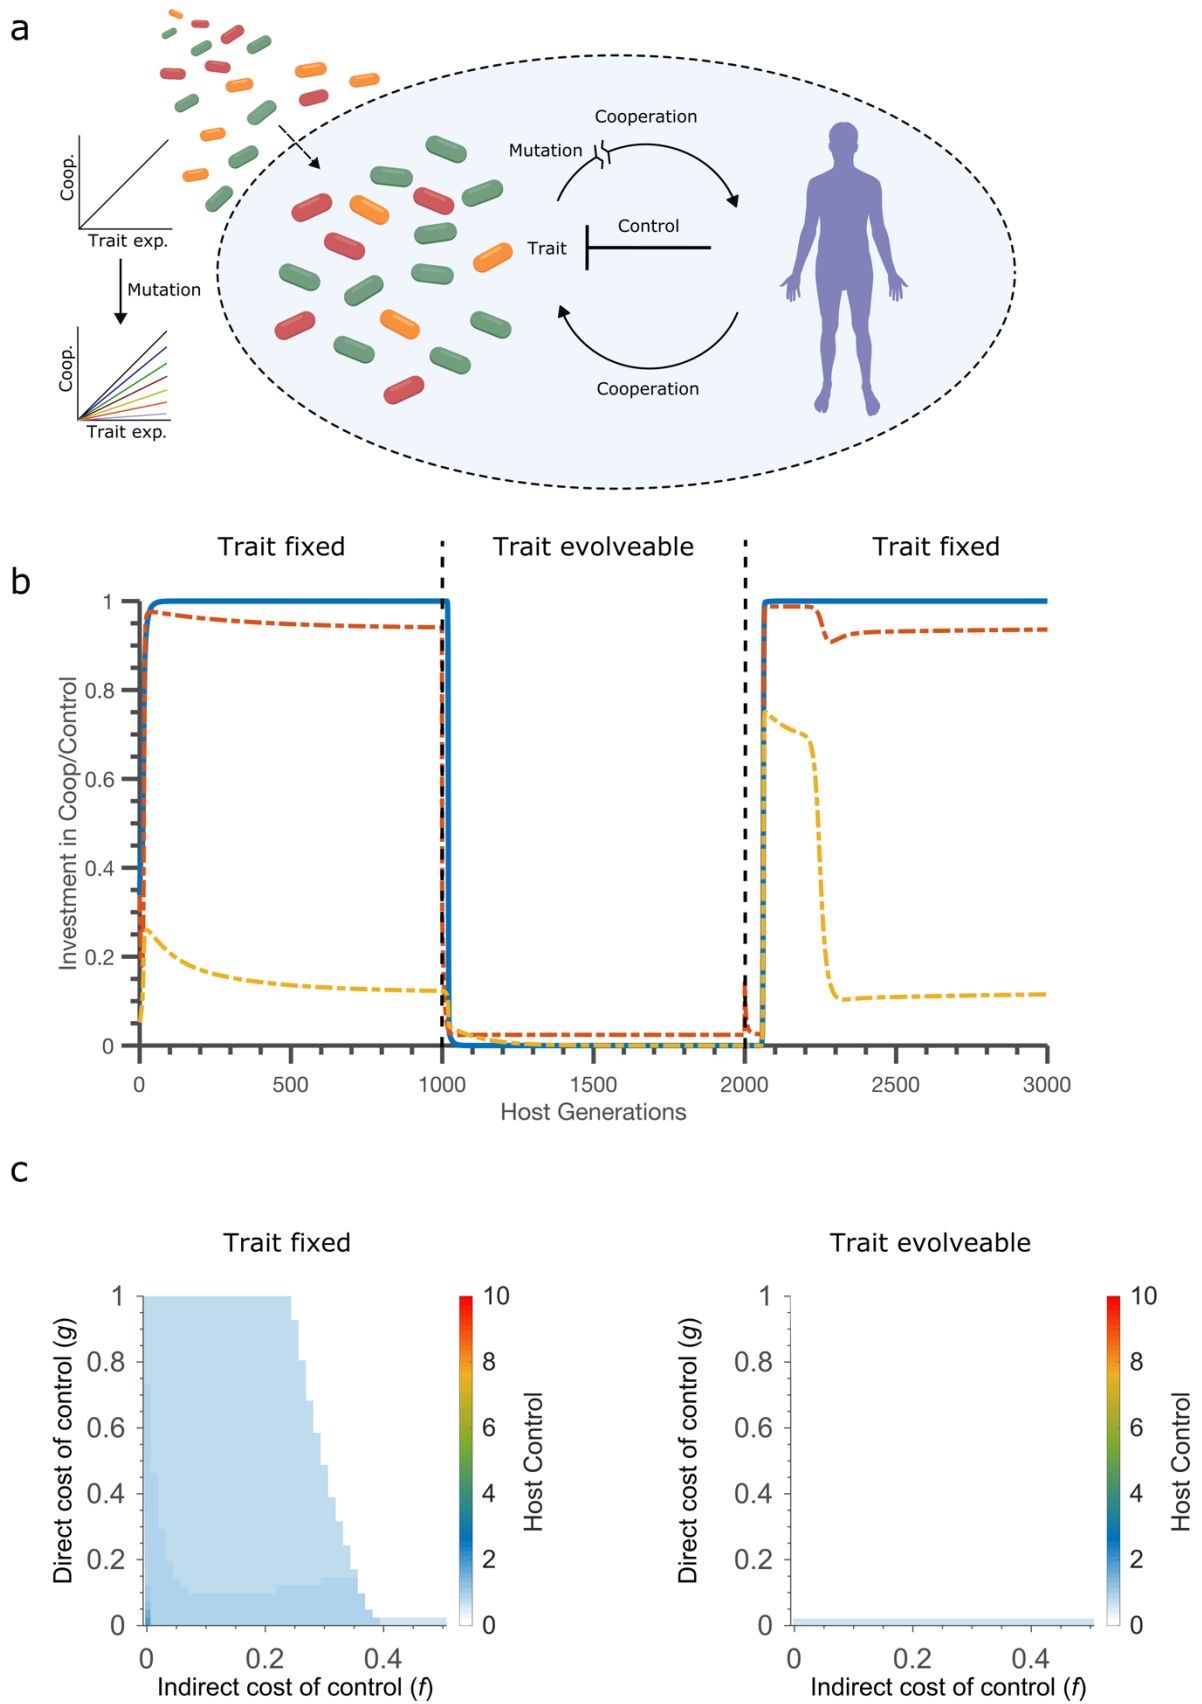 a
Coop.
Trait exp.
Mutation
Coop.
Trait exp.
Cooperation
Mutation
Trait
Control
Cooperation
b
Trait fixed
Trait evolveable
Trait fixed
Investment in Coop/Control
1
0.8
0.6
0.4
0.2
0
0 500 1000 1500 2000 2500 3000
Host Generations
c
Trait fixed
Direct cost of control (g)
1
0.8
0.6
0.4
0.2
0
0 0.2 0.4
Indirect cost of control (f)
10
8
6
4
2
0
Host Control
Trait evolveable
Direct cost of control (g)
1
0.8
0.6
0.4
0.2
0
0 0.2 0.4
Indirect cost of control (f)
10
8
6
4
2
0
Host Control